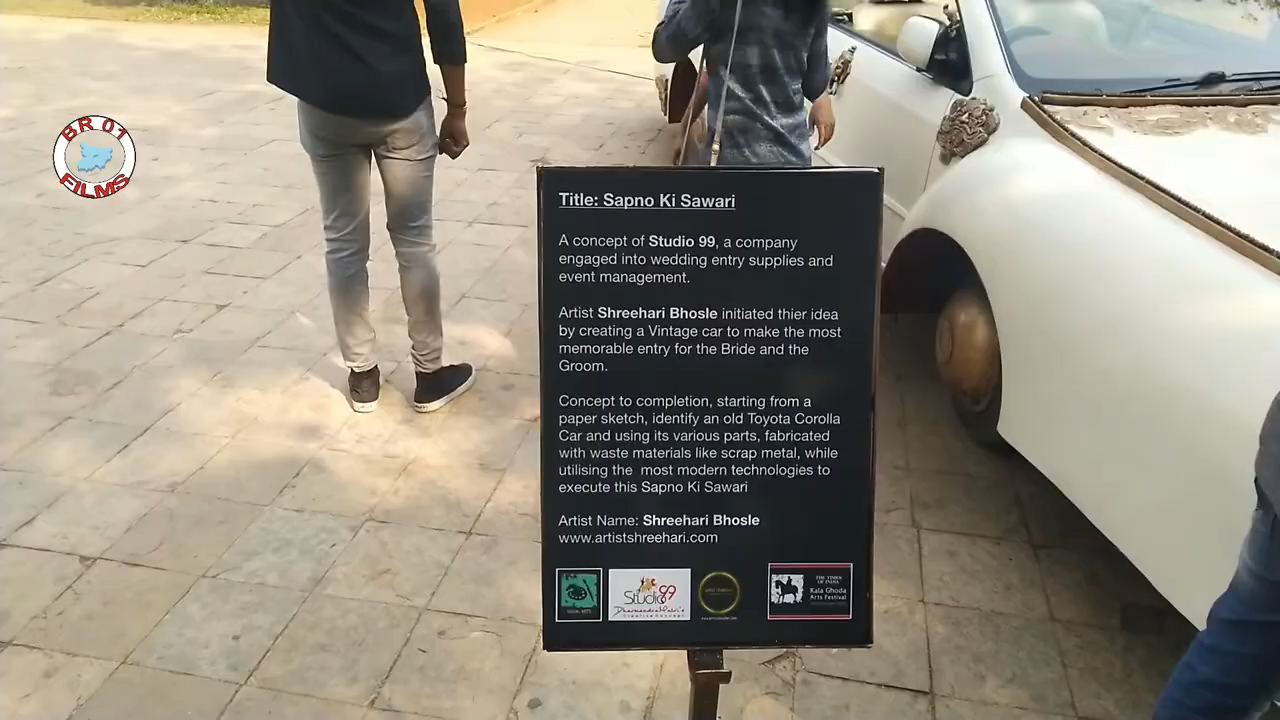 BR 01
FILMS
Title: Sapno Ki Sawari
A concept of Studio 99, a company
engaged into wedding entry supplies and
event management.
Artist Shreehari Bhosle initiated thier idea
by creating a Vintage car to make the most
memorable entry for the Bride and the
Groom.
Concept to completion, starting from a
paper sketch, identify an old Toyota Corolla
Car and using its various parts, fabricated
with waste materials like scrap metal, while
utilising the most modern technologies to
execute this Sapno Ki Sawari
Artist Name: Shreehari Bhosle
www.artistshreehari.com
Studio 99
THE TIMES
OF INDIA
Kala Ghoda
Arts Festival